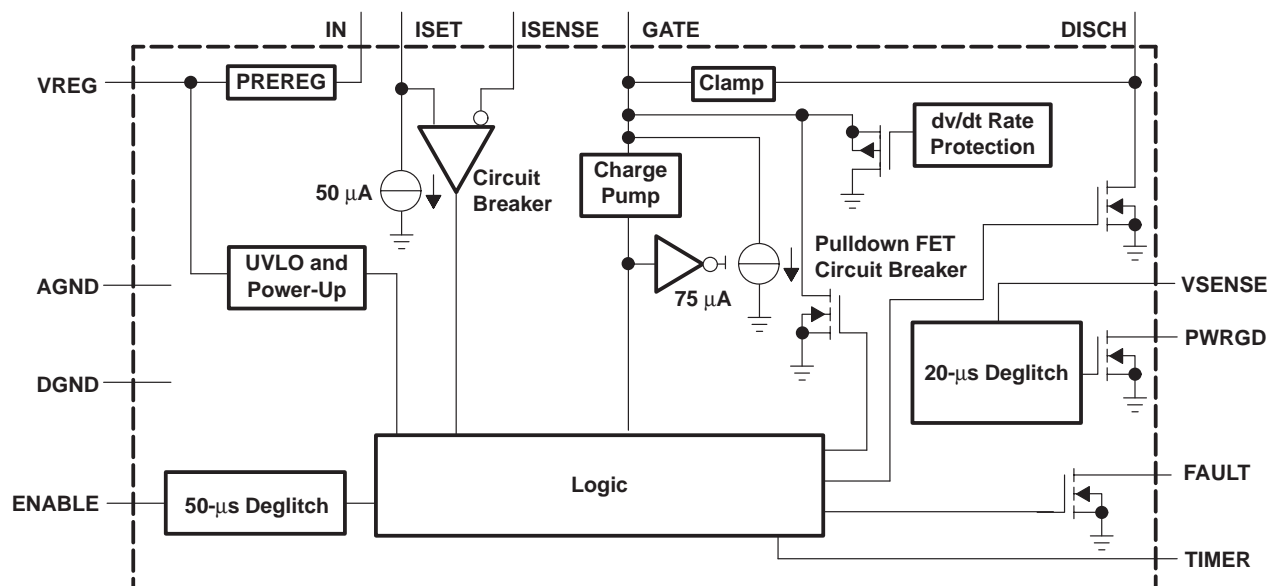 IN
ISET
ISENSE
GATE
DISCH
VREG
PREREG
Clamp
dv/dt Rate
Protection
50 μA
Circuit
Breaker
Charge
Pump
Pulldown FET
Circuit Breaker
UVLO and
Power-Up
75 μA
AGND
VSENSE
PWRGD
DGND
20-μs Deglitch
Logic
FAULT
ENABLE
50-μs Deglitch
TIMER